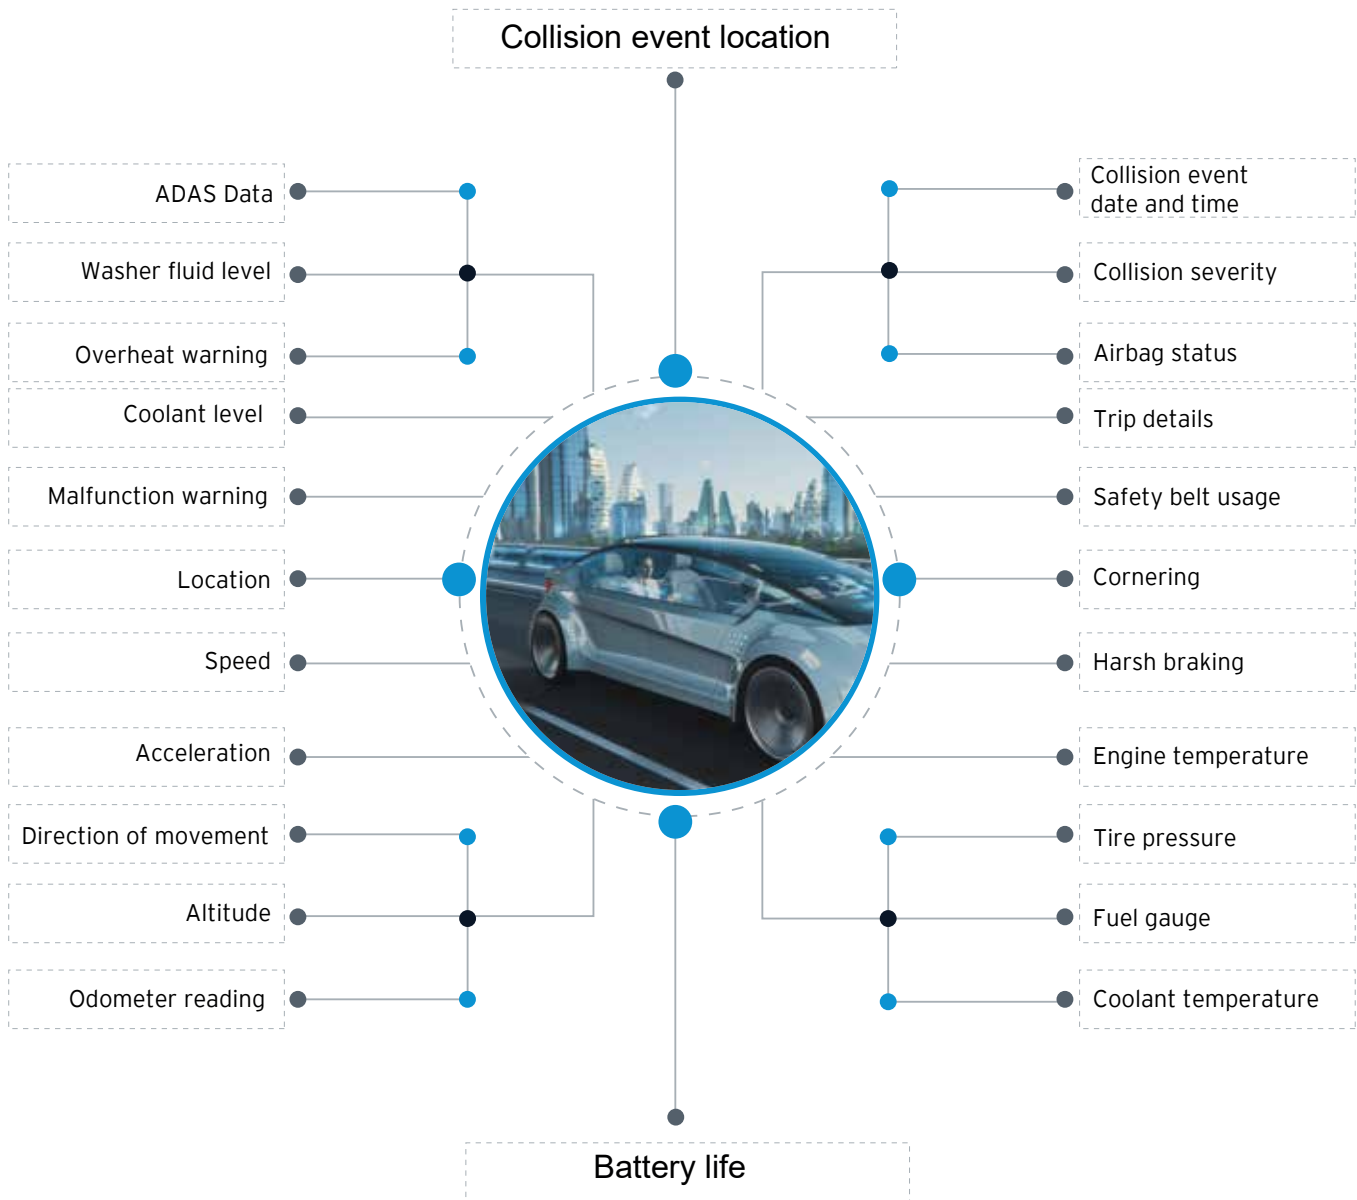 Collision event location
ADAS Data
Washer fluid level
Overheat warning
Coolant level
Malfunction warning
Location
Speed
Acceleration
Direction of movement
Altitude
Odometer reading
Collision event
date and time
Collision severity
Airbag status
Trip details
Safety belt usage
Cornering
Harsh braking
Engine temperature
Tire pressure
Fuel gauge
Coolant temperature
Battery life